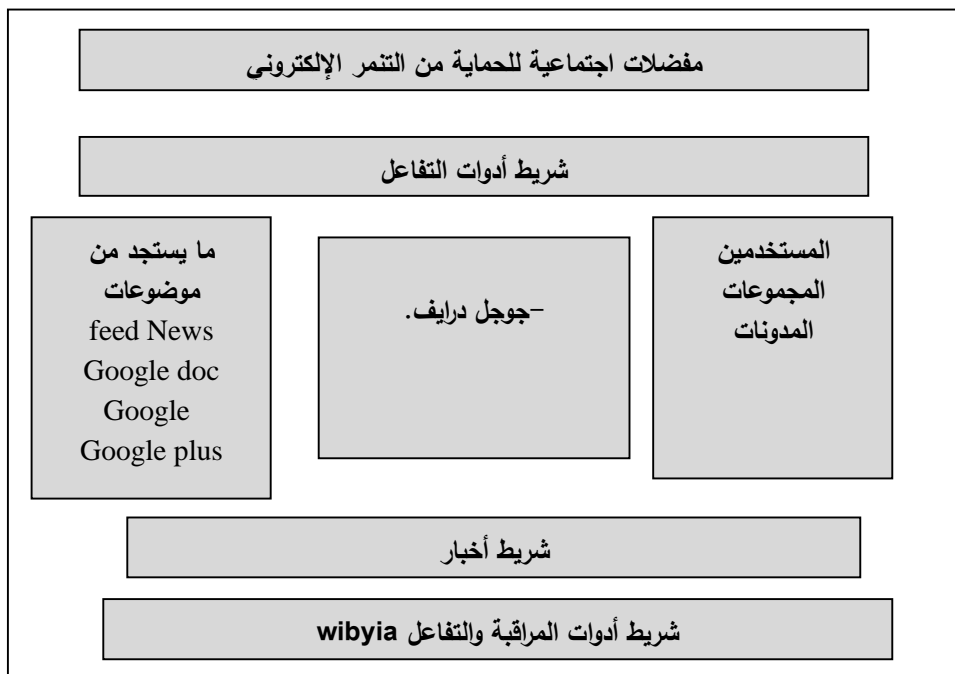 مفضلات اجتماعية للحماية من التنمر الإلكتروني
شريط أدوات التفاعل
المستخدمين
المجموعات
المدونات
–جوجل درايف.
ما يستجد من
موضوعات
feed News
Google doc
Google
Google plus
شريط أخبار
شريط أدوات المراقبة والتفاعل wibyia